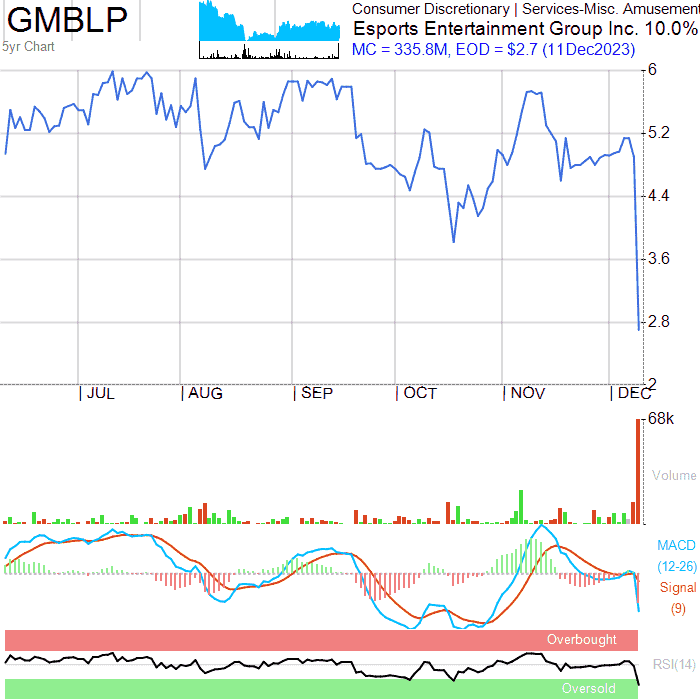 GMBLP
5yr Chart
Consumer Discretionary | Services-Misc. Amusement
Esports Entertainment Group Inc. 10.0%
MC = 335.8M, EOD = $2.7 (11Dec2023)
6
5.2
4.4
3.6
2.8
2
JUL AUG SEP OCT NOV DEC
68k
Volume
MACD
(12-26)
Signal
(9)
Overbought
RSI(14)
Oversold